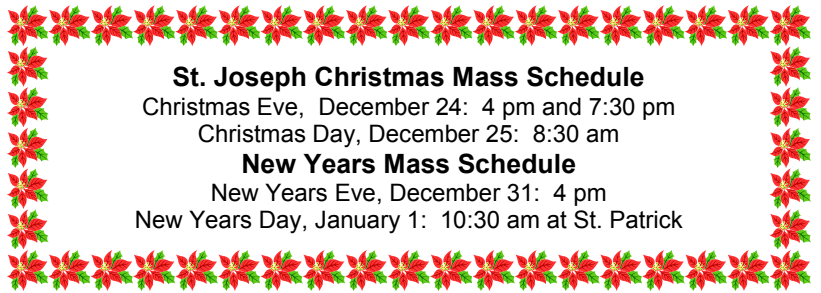 St. Joseph Christmas Mass Schedule
Christmas Eve,  December 24:  4 pm and 7:30 pm
Christmas Day, December 25:  8:30 am
New Years Mass Schedule
New Years Eve, December 31:  4 pm
New Years Day, January 1:  10:30 am at St. Patrick